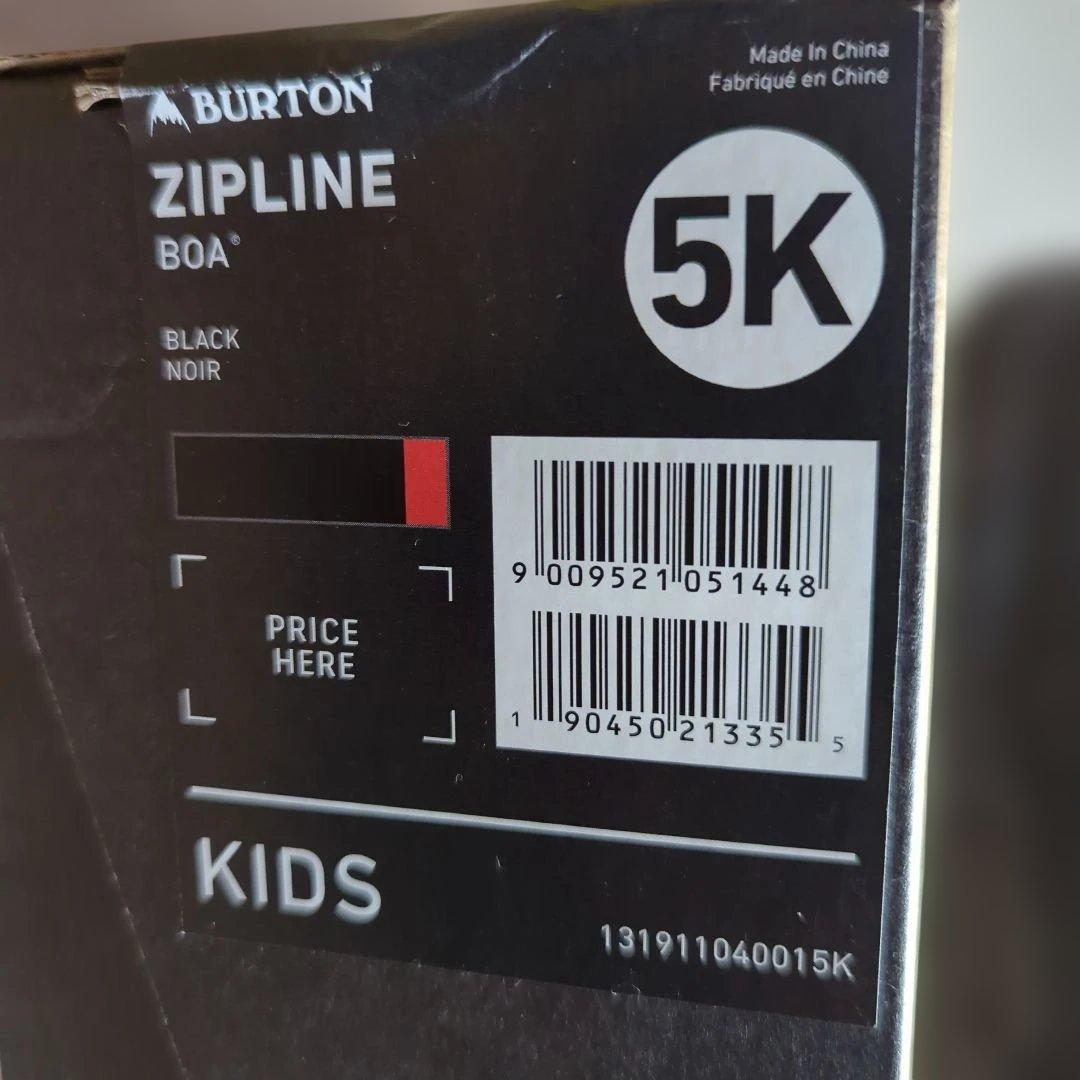 BURTON
Made In China
Fabriqué en Chine
ZIPLINE
BOA®
5K
BLACK
NOIR
9 009521 051448
PRICE
HERE
1 90450 21335 5
KIDS
131911040015K